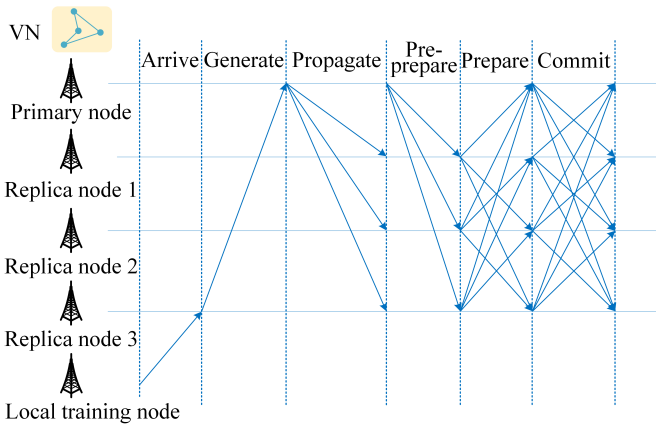 VN
Arrive Generate Propagate Pre-
prepare Prepare Commit
Primary node
Replica node 1
Replica node 2
Replica node 3
Local training node